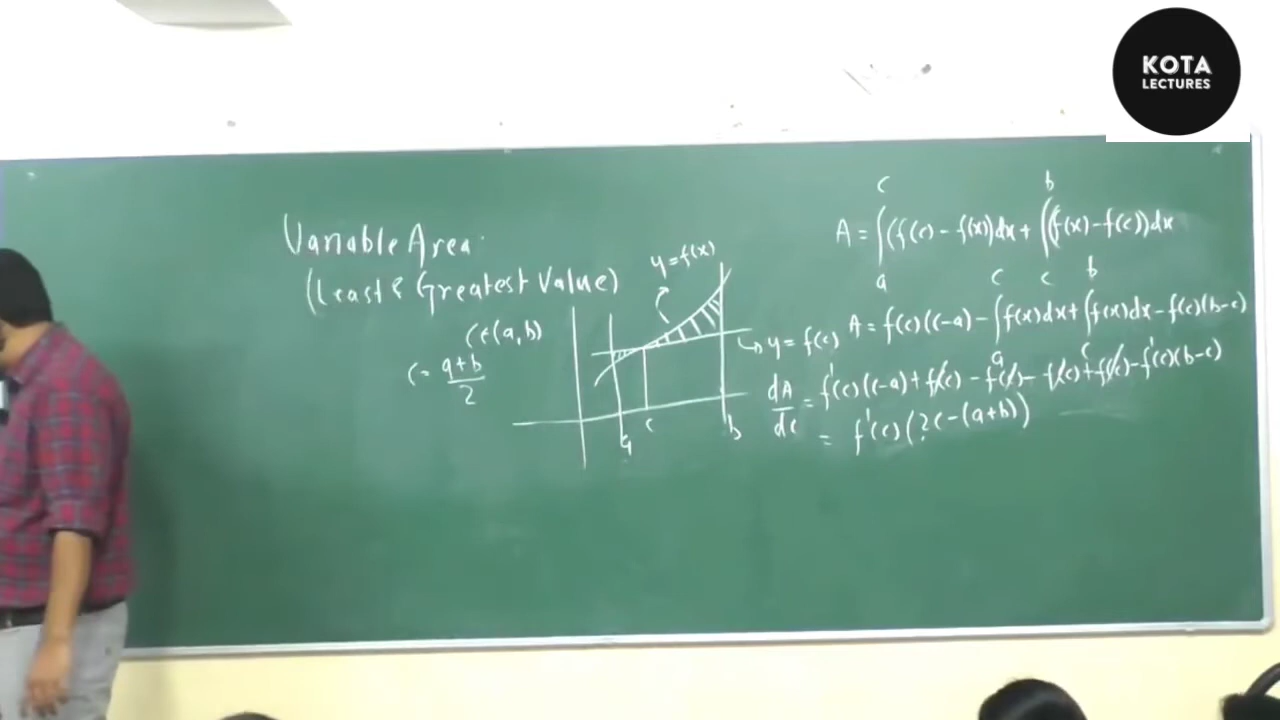 KOTA
LECTURES
Variable Area:
(Least & Greatest Value)
c∈(a,b)
c = a+b/2
y=f(x)
y = f(c)
a c b
A = ∫_a^c (f(c) - f(x))dx + ∫_c^b (f(x) - f(c))dx
A = f(c)(c-a) - ∫_a^c f(x)dx + ∫_c^b f(x)dx - f(c)(b-c)
dA/dc = f'(c)(c-a) + f(c) - f(c) - f(c) + f(c) - f'(c)(b-c)
= f'(c)(2c-(a+b))